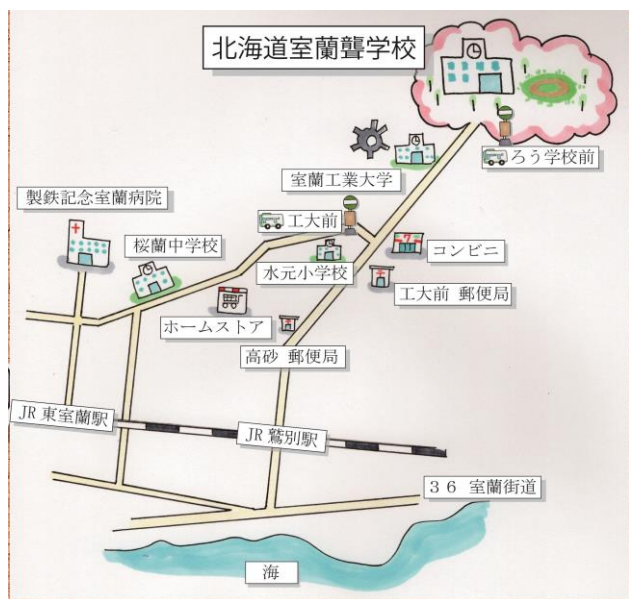 北海道室蘭聾学校
ろう学校前
室蘭工業大学
製鉄記念室蘭病院
工大前
桜蘭中学校
水元小学校
コンビニ
工大前 郵便局
ホームストア
高砂 郵便局
JR 東室蘭駅
JR 鷲別駅
36 室蘭街道
海